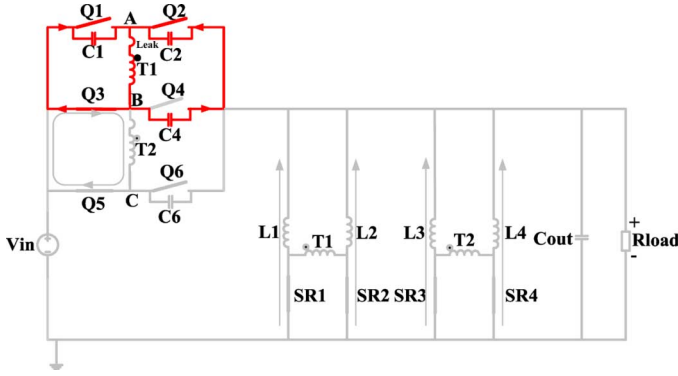 Q1 A Q2
C1 Leak C2
T1
Q3 B Q4
C4
T2
Q6
Q5 C C6
Vin L1 T1 L2 L3 T2 L4 Cout + Rload -
SR1 SR2 SR3 SR4